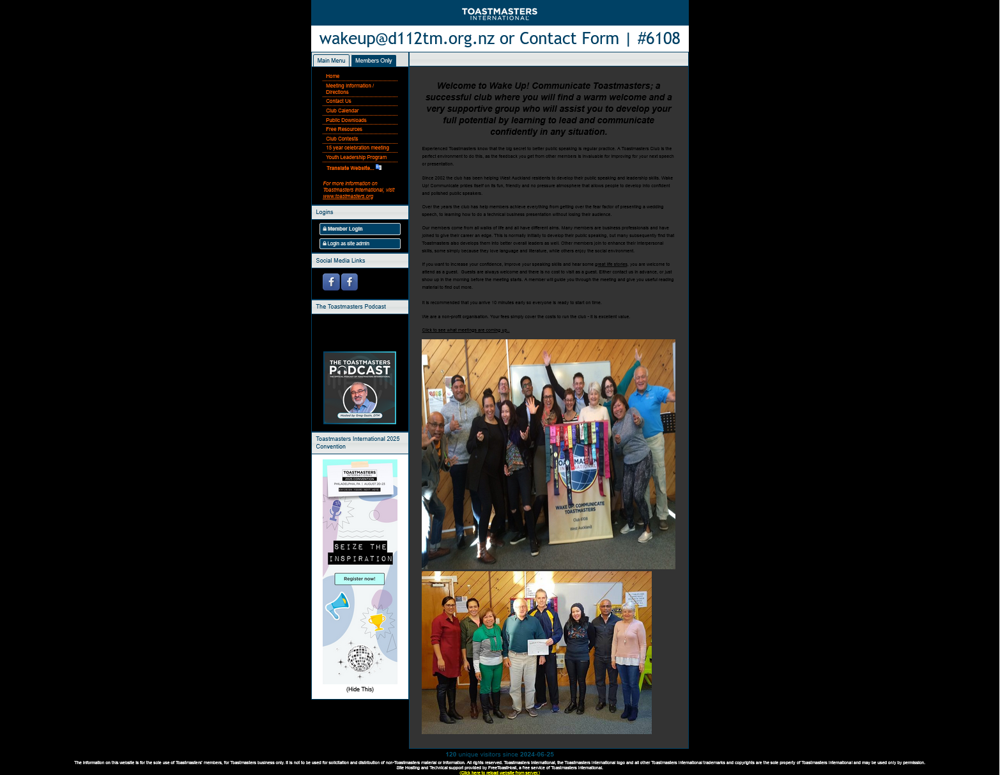 TOASTMASTERS
INTERNATIONAL
wakeup@d112tm.org.nz or Contact Form | #6108
Main Menu
Members Only
Home
Meeting Information /
Directions
Contact Us
Club Calendar
Public Downloads
Free Resources
Club Contests
15 year celebration meeting
Youth Leadership Program
Translate Website...
For more information on
Toastmasters International, visit
www.toastmasters.org
Logins
Member Login
Login as site admin
Social Media Links
The Toastmasters Podcast
THE TOASTMASTERS
PODCAST
THE OFFICIAL PODCAST OF TOASTMASTERS INTERNATIONAL
Hosted by Greg Gazin, DTM
Toastmasters International 2025
Convention
TOASTMASTERS
INTERNATIONAL
2025 CONVENTION
PHILADELPHIA, PA | AUGUST 20-23
ENVISION YOUR NEXT MOVE.
SEIZE THE
INSPIRATION
Register now!
(Hide This)
Welcome to Wake Up! Communicate Toastmasters; a
successful club where you will find a warm welcome and a
very supportive group who will assist you to develop your
full potential by learning to lead and communicate
confidently in any situation.
Experienced Toastmasters know that the big secret to better public speaking is regular practice. A Toastmasters Club is the
perfect environment to do this, as the feedback you get from other members is invaluable for improving for your next speech
or presentation.
Since 2002 the club has been helping West Auckland residents to develop their public speaking and leadership skills. Wake
Up! Communicate prides itself on its fun, friendly and no pressure atmosphere that allows people to develop into confident
and polished public speakers.
Over the years the club has help members achieve everything from getting over the fear factor of presenting a wedding
speech, to learning how to do a technical business presentation without losing their audience.
Our members come from all walks of life and all have different aims. Many members are business professionals and have
joined to give their career an edge. This is normally initially to develop their public speaking, but many subsequently find that
Toastmasters also develops them into better overall leaders as well. Other members join to enhance their interpersonal
skills, some simply because they love language and literature, while others enjoy the social environment.
If you want to increase your confidence, improve your speaking skills and hear some great life stories, you are welcome to
attend as a guest. Guests are always welcome and there is no cost to visit as a guest. Either contact us in advance, or just
show up in the morning before the meeting starts. A member will guide you through the meeting and give you useful reading
material to find out more.
It is recommended that you arrive 10 minutes early so everyone is ready to start on time.
We are a non-profit organisation. Your fees simply cover the costs to run the club - it is excellent value.
Click to see what meetings are coming up..
INTERNATIONAL
WAKE UP! COMMUNICATE
TOASTMASTERS
Club 6108
West Auckland
120 unique visitors since 2024-06-25
The information on this website is for the sole use of Toastmasters' members, for Toastmasters business only. It is not to be used for solicitation and distribution of non-Toastmasters material or information. All rights reserved. Toastmasters International, the Toastmasters International logo and all other Toastmasters International trademarks and copyrights are the sole property of Toastmasters International and may be used only by permission.
Site Hosting and Technical support provided by FreeToastHost, a free service of Toastmasters International.
(Click here to reload website from server.)